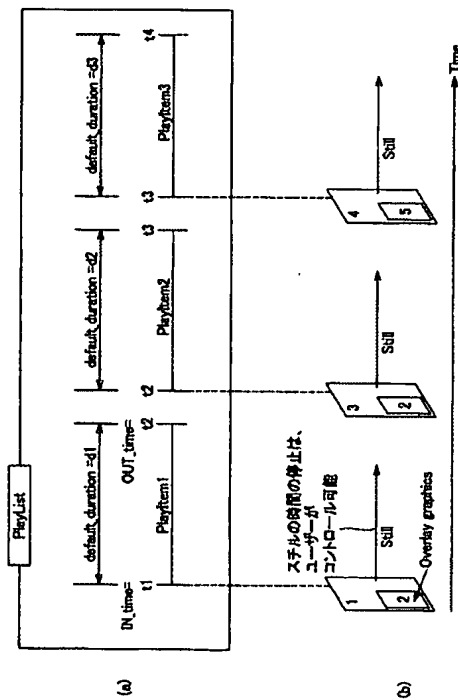 PlayList
(a)
default_duration =d1
default_duration =d2
default_duration =d3
IN_time=
t1
OUT_time=
t2
t2
t3
t3
t4
PlayItem1
PlayItem2
PlayItem3
(b)
1
2
Still
ステルの時間の停止は、
ユーザーが
コントロール可能
Overlay graphics
3
2
Still
4
5
Still
Time